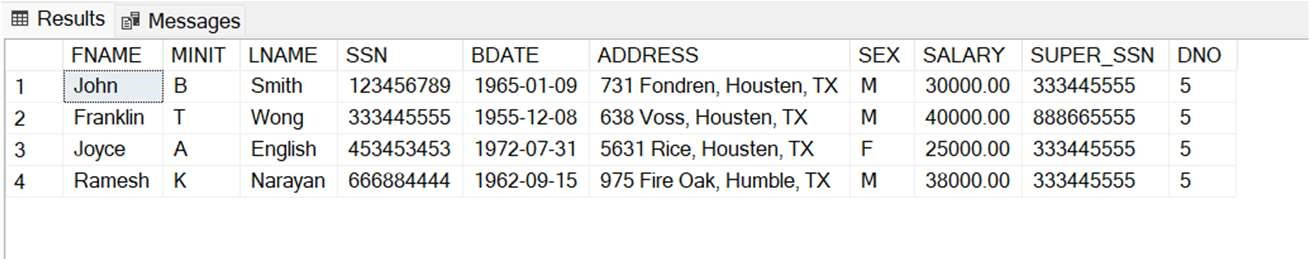 Results Messages
FNAME MINIT LNAME SSN BDATE ADDRESS SEX SALARY SUPER_SSN DNO
1 John B Smith 123456789 1965-01-09 731 Fondren, Housten, TX M 30000.00 333445555 5
2 Franklin T Wong 333445555 1955-12-08 638 Voss, Housten, TX M 40000.00 888665555 5
3 Joyce A English 453453453 1972-07-31 5631 Rice, Housten, TX F 25000.00 333445555 5
4 Ramesh K Narayan 666884444 1962-09-15 975 Fire Oak, Humble, TX M 38000.00 333445555 5